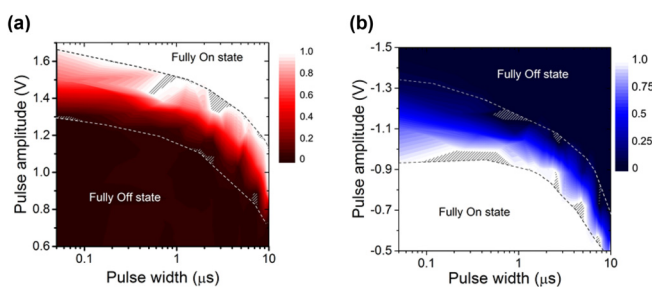 (a)
Pulse amplitude (V)
1.6
1.4
1.2
1.0
0.8
0.6
Fully On state
Fully Off state
0.1
1
10
Pulse width (μs)
1.0
0.8
0.6
0.4
0.2
0
(b)
Pulse amplitude (V)
-1.5
-1.3
-1.1
-0.9
-0.7
-0.5
Fully Off state
Fully On state
0.1
1
10
Pulse width (μs)
1.0
0.75
0.50
0.25
0